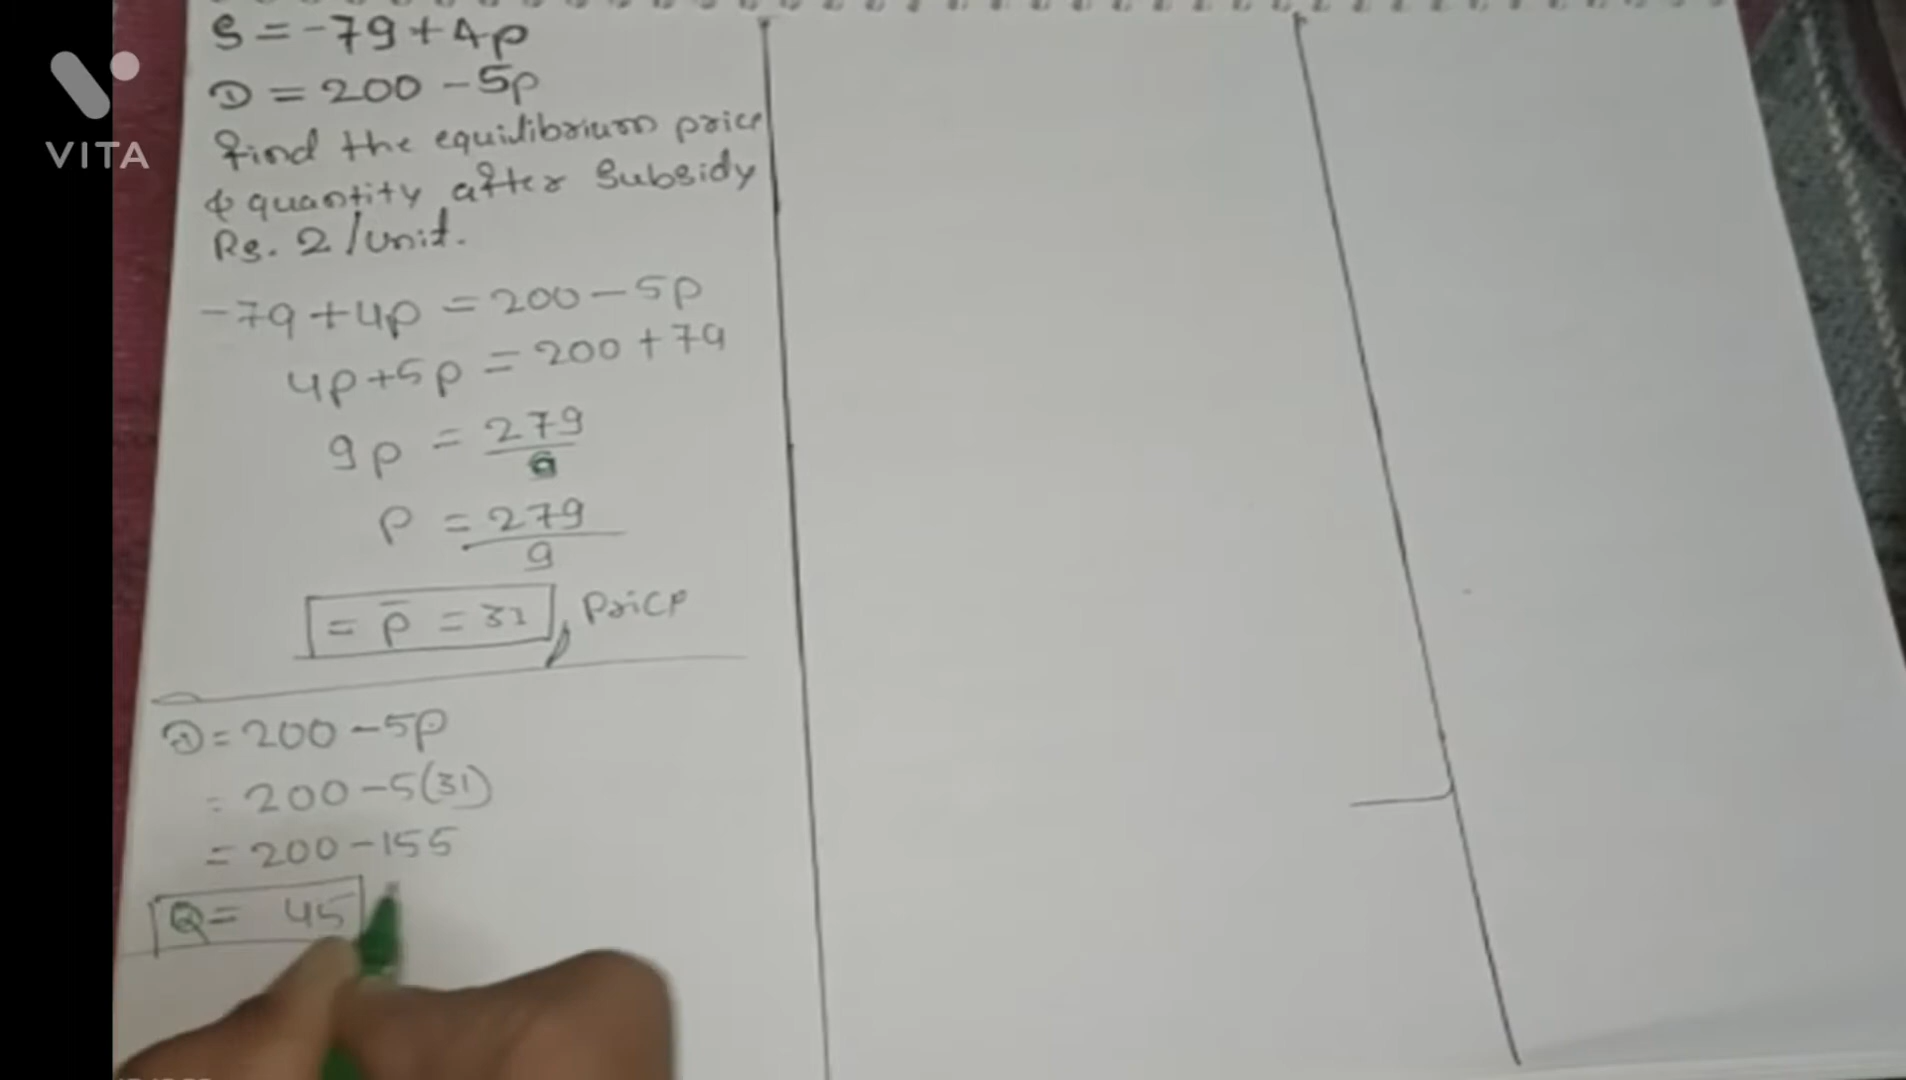 VITA
S = -79 + 4p
D = 200 - 5p
find the equilibrium price
& quantity after Subsidy
Rs. 2/unit.
-79 + 4p = 200 - 5p
4p + 5p = 200 + 79
9p = 279/9
P = 279/9
= p̄ = 31, Price
D = 200 - 5p
= 200 - 5(31)
= 200 - 155
Q = 45